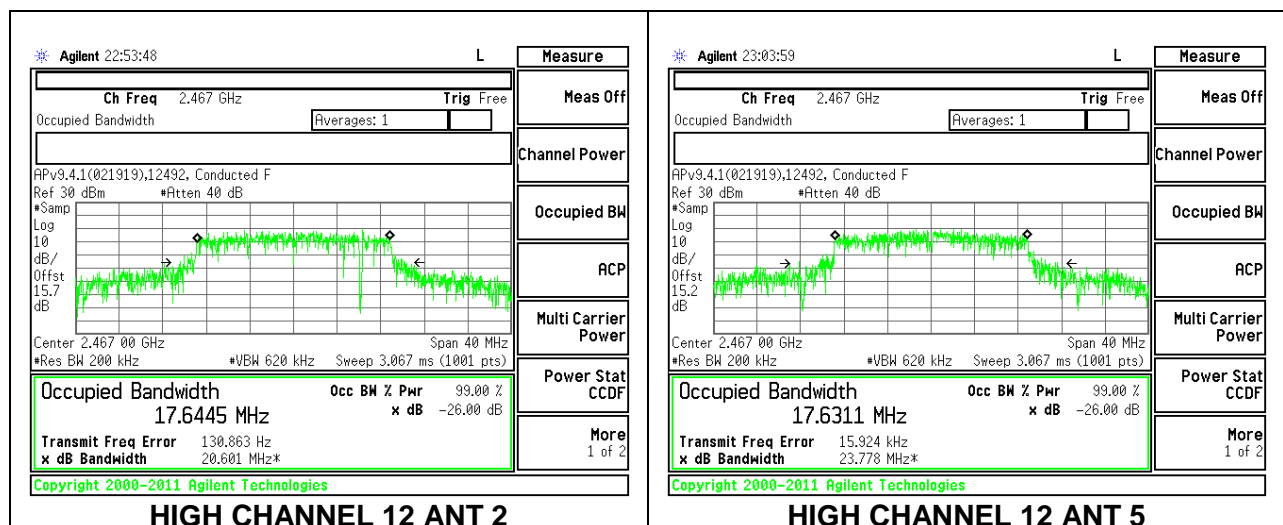 Agilent 22:53:48 L
Ch Freq 2.467 GHz Trig Free
Occupied Bandwidth Averages: 1
APv9.4.1(021919),12492, Conducted F
Ref 30 dBm #Atten 40 dB
#Samp
Log
10
dB/
Offst
15.7
dB
Center 2.467 00 GHz Span 40 MHz
#Res BW 200 kHz #VBW 620 kHz Sweep 3.067 ms (1001 pts)
Occupied Bandwidth Occ BW % Pwr 99.00 %
17.6445 MHz x dB -26.00 dB
Transmit Freq Error 130.863 Hz
x dB Bandwidth 20.601 MHz*
Copyright 2000-2011 Agilent Technologies
Measure
Meas Off
Channel Power
Occupied BW
ACP
Multi Carrier
Power
Power Stat
CCDF
More
1 of 2
HIGH CHANNEL 12 ANT 2
Agilent 23:03:59 L
Ch Freq 2.467 GHz Trig Free
Occupied Bandwidth Averages: 1
APv9.4.1(021919),12492, Conducted F
Ref 30 dBm #Atten 40 dB
#Samp
Log
10
dB/
Offst
15.2
dB
Center 2.467 00 GHz Span 40 MHz
#Res BW 200 kHz #VBW 620 kHz Sweep 3.067 ms (1001 pts)
Occupied Bandwidth Occ BW % Pwr 99.00 %
17.6311 MHz x dB -26.00 dB
Transmit Freq Error 15.924 kHz
x dB Bandwidth 23.778 MHz*
Copyright 2000-2011 Agilent Technologies
Measure
Meas Off
Channel Power
Occupied BW
ACP
Multi Carrier
Power
Power Stat
CCDF
More
1 of 2
HIGH CHANNEL 12 ANT 5